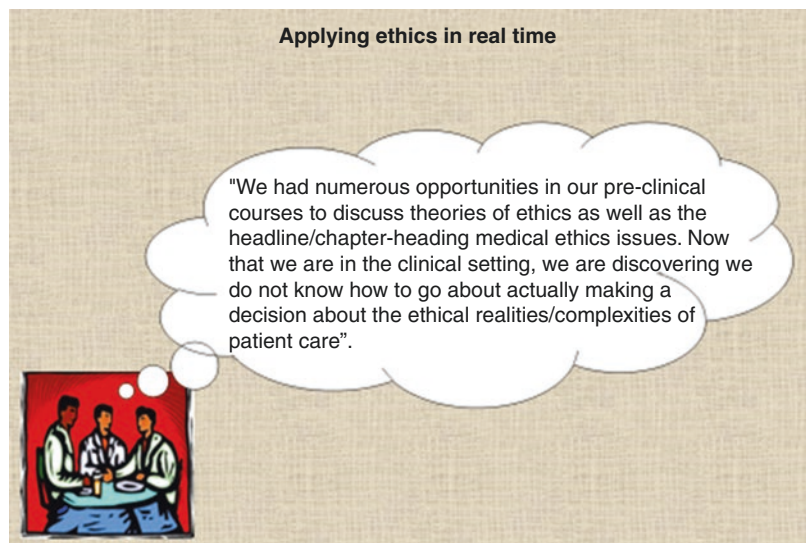 Applying ethics in real time
"We had numerous opportunities in our pre-clinical
courses to discuss theories of ethics as well as the
headline/chapter-heading medical ethics issues. Now
that we are in the clinical setting, we are discovering we
do not know how to go about actually making a
decision about the ethical realities/complexities of
patient care”.